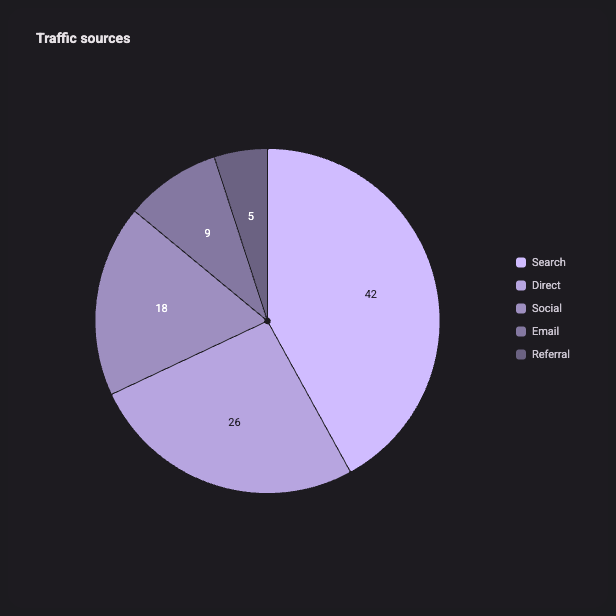 Traffic sources
5
9
42
18
26
Search
Direct
Social
Email
Referral